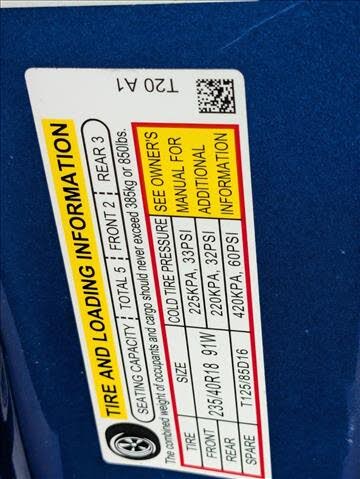 T20 A1
TIRE AND LOADING INFORMATION
SEATING CAPACITY TOTAL 5 FRONT 2 REAR 3
The combined weight of occupants and cargo should never exceed 385kg or 850lbs.
TIRE SIZE COLD TIRE PRESSURE SEE OWNER'S
FRONT 235/40R18 91W 225KPA, 33PSI MANUAL FOR
REAR 220KPA, 32PSI ADDITIONAL
SPARE T125/85D16 420KPA, 60PSI INFORMATION